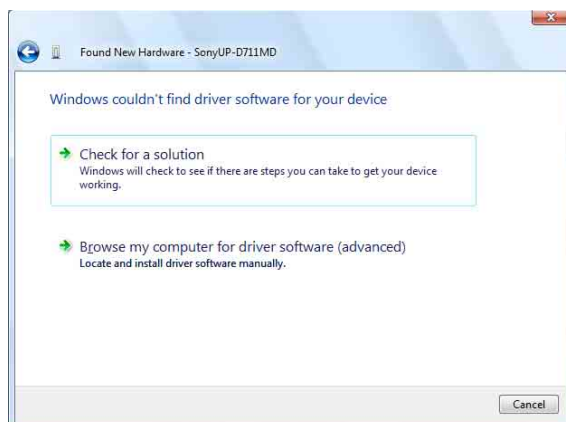 Found New Hardware - SonyUP-D711MD
Windows couldn't find driver software for your device
Check for a solution
Windows will check to see if there are steps you can take to get your device
working.
Browse my computer for driver software (advanced)
Locate and install driver software manually.
Cancel